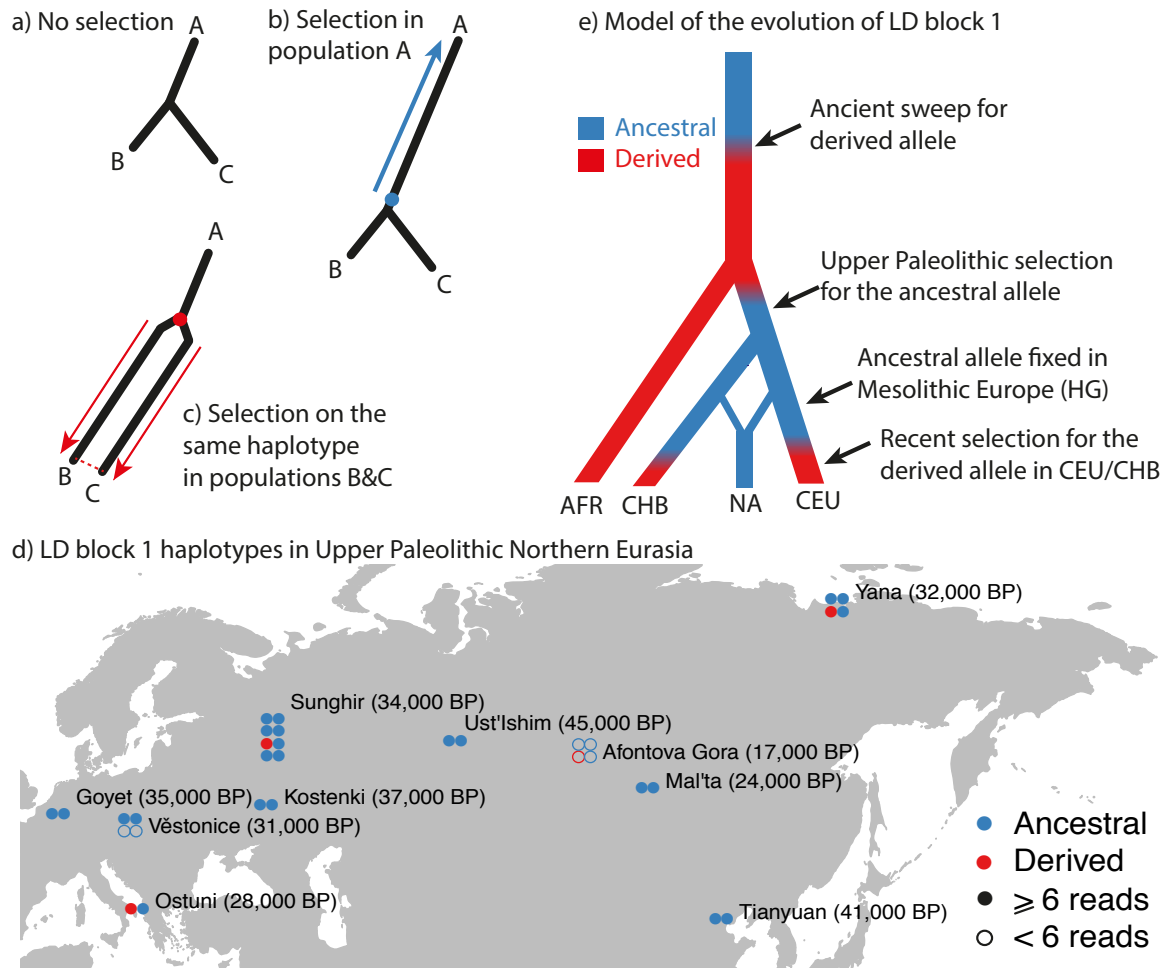 a) No selection
A
B
C
b) Selection in
population A
A
B
C
A
B
C
c) Selection on the
same haplotype
in populations B&C
e) Model of the evolution of LD block 1
Ancestral
Derived
Ancient sweep for
derived allele
Upper Paleolithic selection
for the ancestral allele
Ancestral allele fixed in
Mesolithic Europe (HG)
Recent selection for the
derived allele in CEU/CHB
AFR
CHB
NA
CEU
d) LD block 1 haplotypes in Upper Paleolithic Northern Eurasia
Yana (32,000 BP)
Sunghir (34,000 BP)
Ust'Ishim (45,000 BP)
Afontova Gora (17,000 BP)
Mal'ta (24,000 BP)
Goyet (35,000 BP)
Kostenki (37,000 BP)
Věstonice (31,000 BP)
Ostuni (28,000 BP)
Tianyuan (41,000 BP)
Ancestral
Derived
⩾ 6 reads
< 6 reads